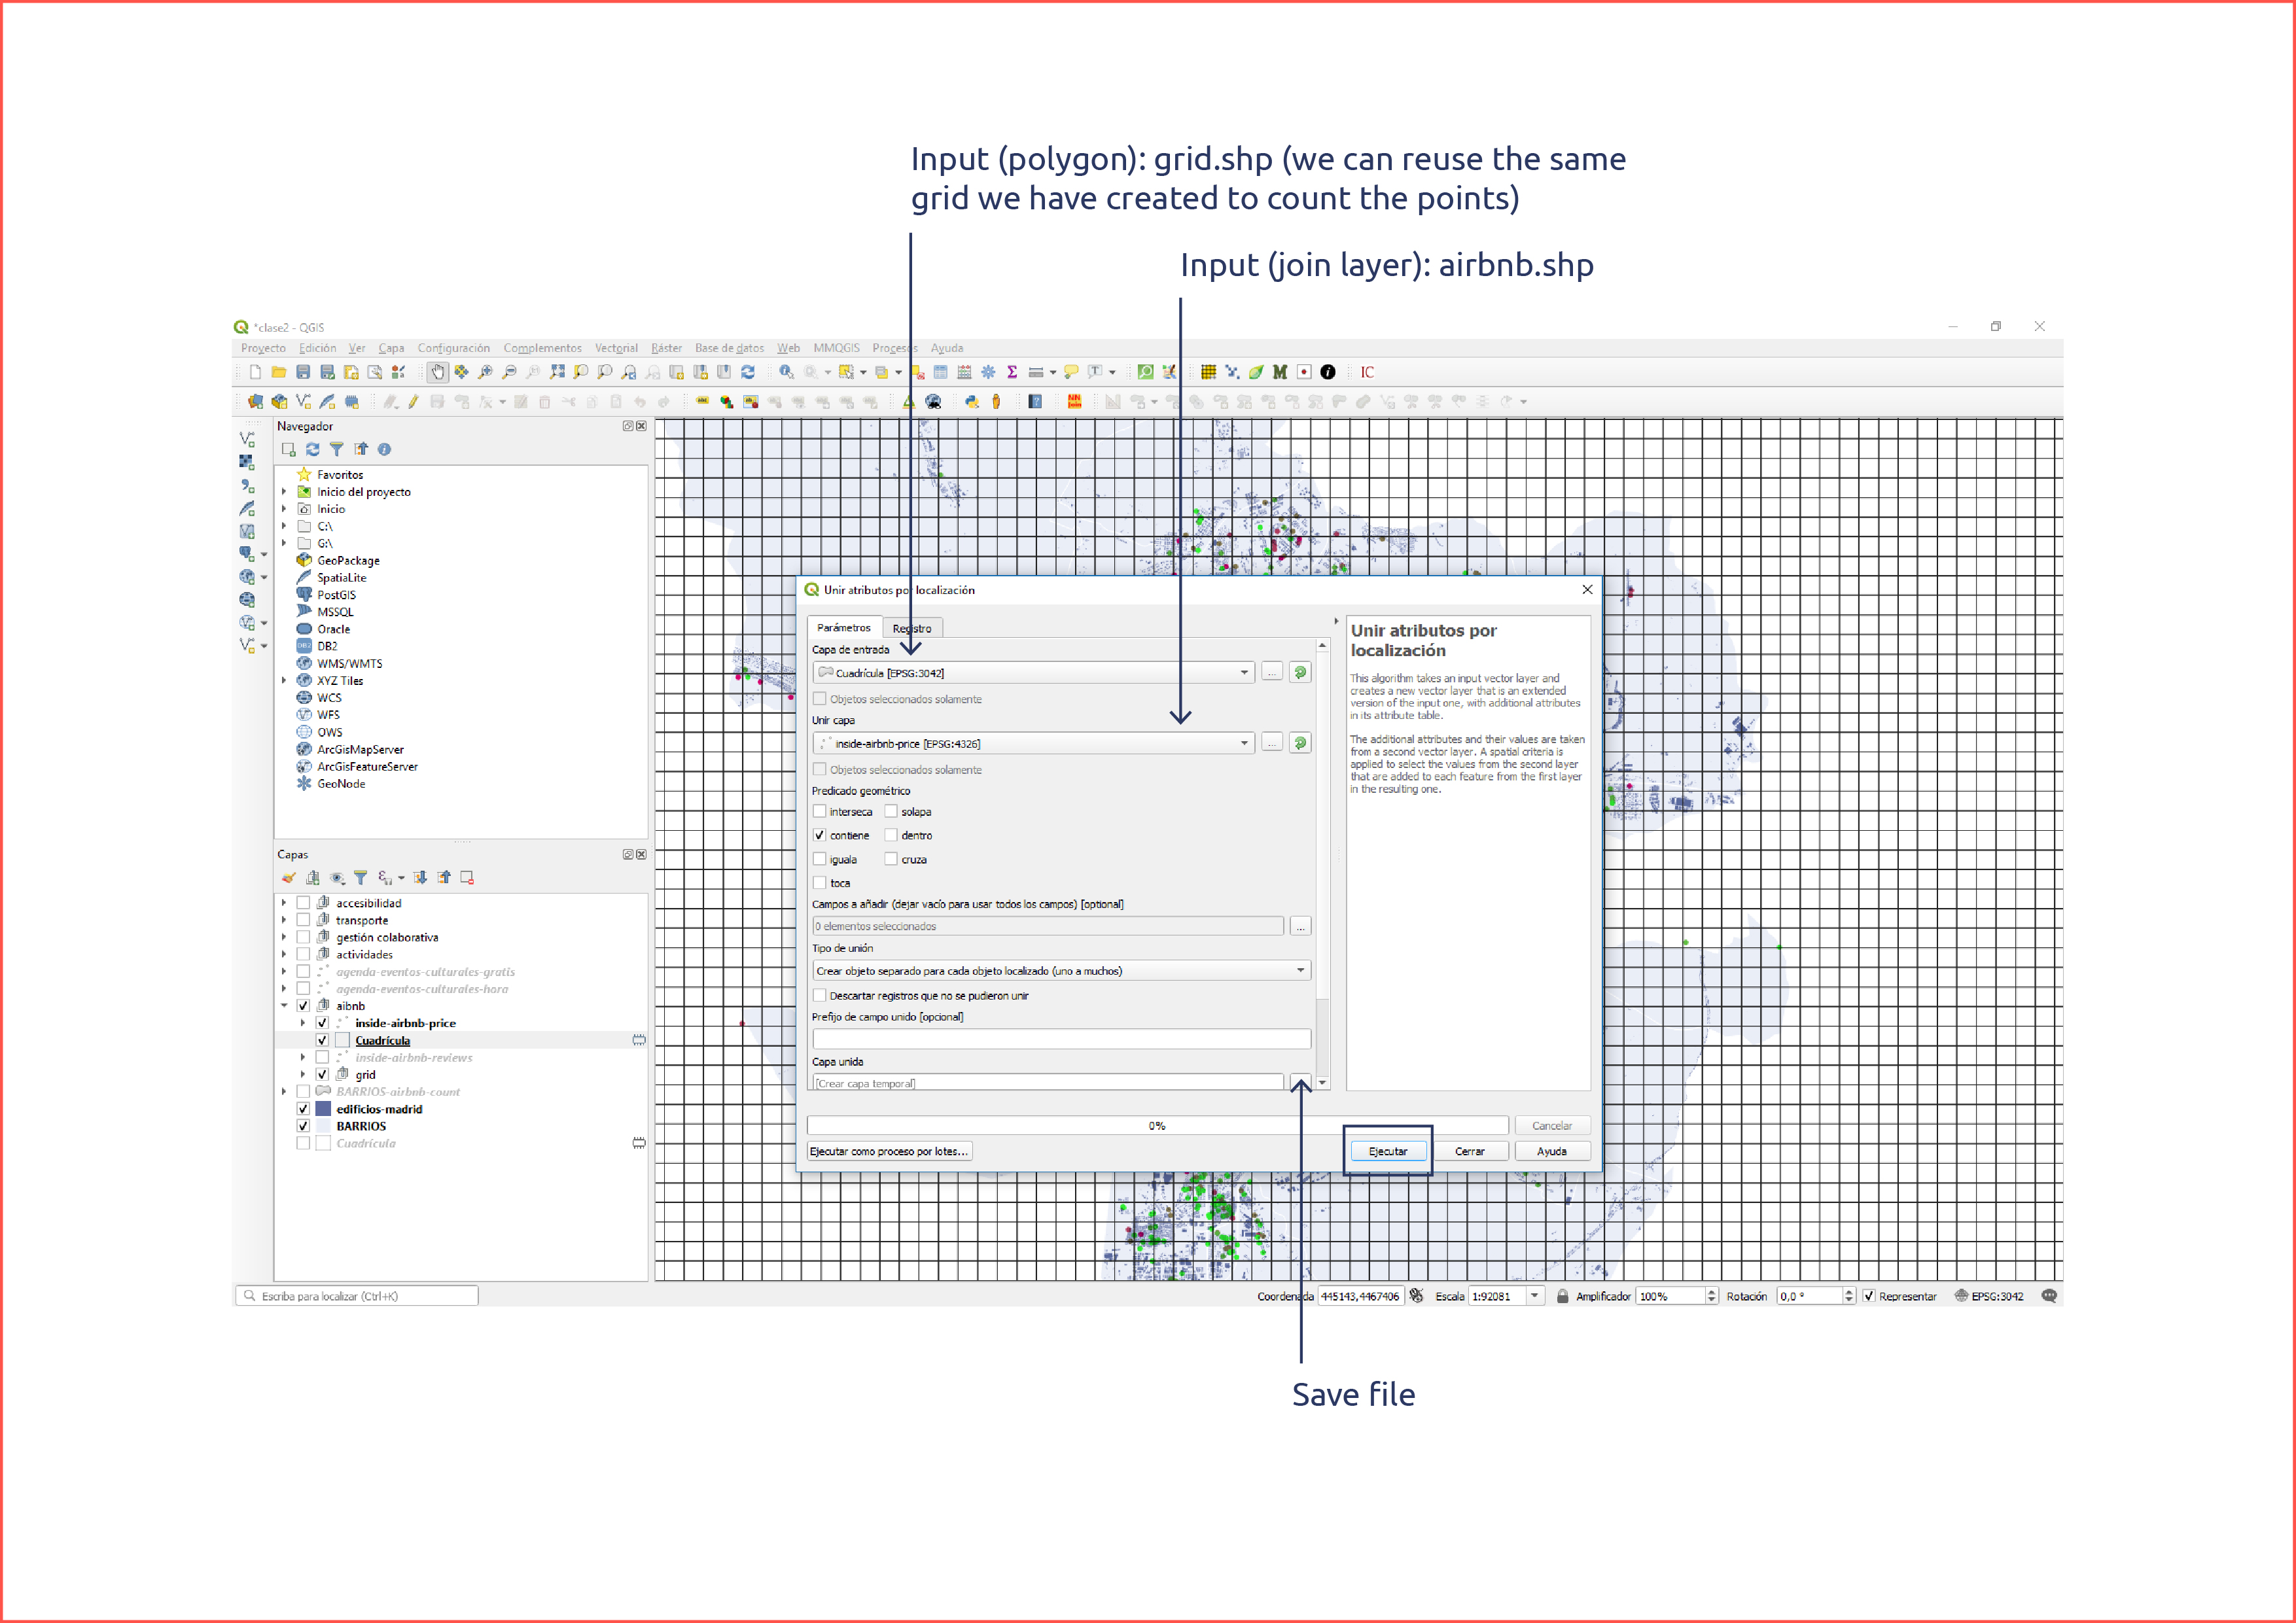 Input (polygon): grid.shp (we can reuse the same
grid we have created to count the points)
Input (join layer): airbnb.shp
*clase2 - QGIS
Proyecto Edición Ver Capa Configuración Complementos Vectorial Ráster Base de datos Web MMQGIS Procesos Ayuda
IC
Navegador
Favoritos
Inicio del proyecto
Inicio
C:\
G:\
GeoPackage
SpatiaLite
PostGIS
MSSQL
Oracle
DB2
WMS/WMTS
XYZ Tiles
WCS
WFS
OWS
ArcGisMapServer
ArcGisFeatureServer
GeoNode
Capas
accesibilidad
transporte
gestión colaborativa
actividades
agenda-eventos-culturales-gratis
agenda-eventos-culturales-hora
aibnb
inside-airbnb-price
Cuadrícula
inside-airbnb-reviews
grid
BARRIOS-airbnb-count
edificios-madrid
BARRIOS
Cuadrícula
Unir atributos por localización
Parámetros Registro
Capa de entrada
Cuadrícula [EPSG:3042]
...
Objetos seleccionados solamente
Unir capa
inside-airbnb-price [EPSG:4326]
...
Objetos seleccionados solamente
Predicado geométrico
interseca solapa
contiene dentro
iguala cruza
toca
Campos a añadir (dejar vacío para usar todos los campos) [optional]
0 elementos seleccionados
...
Tipo de unión
Crear objeto separado para cada objeto localizado (uno a muchos)
Descartar registros que no se pudieron unir
Prefijo de campo unido [opcional]
Capa unida
[Crear capa temporal]
Unir atributos por
localización
This algorithm takes an input vector layer and
creates a new vector layer that is an extended
version of the input one, with additional attributes
in its attribute table.
The additional attributes and their values are taken
from a second vector layer. A spatial criteria is
applied to select the values from the second layer
that are added to each feature from the first layer
in the resulting one.
0% Cancelar
Ejecutar como proceso por lotes... Ejecutar Cerrar Ayuda
Escriba para localizar (Ctrl+K) Coordenada 445143,4467406 Escala 1:92081 Amplificador 100% Rotación 0,0 ° Representar EPSG:3042
Save file